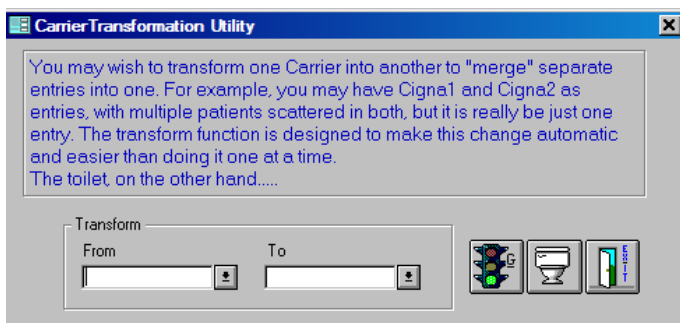 CarrierTransformation Utility
You may wish to transform one Carrier into another to "merge" separate
entries into one. For example, you may have Cigna1 and Cigna2 as
entries, with multiple patients scattered in both, but it is really be just one
entry. The transform function is designed to make this change automatic
and easier than doing it one at a time.
The toilet, on the other hand.....
Transform
From To
G
EXIT